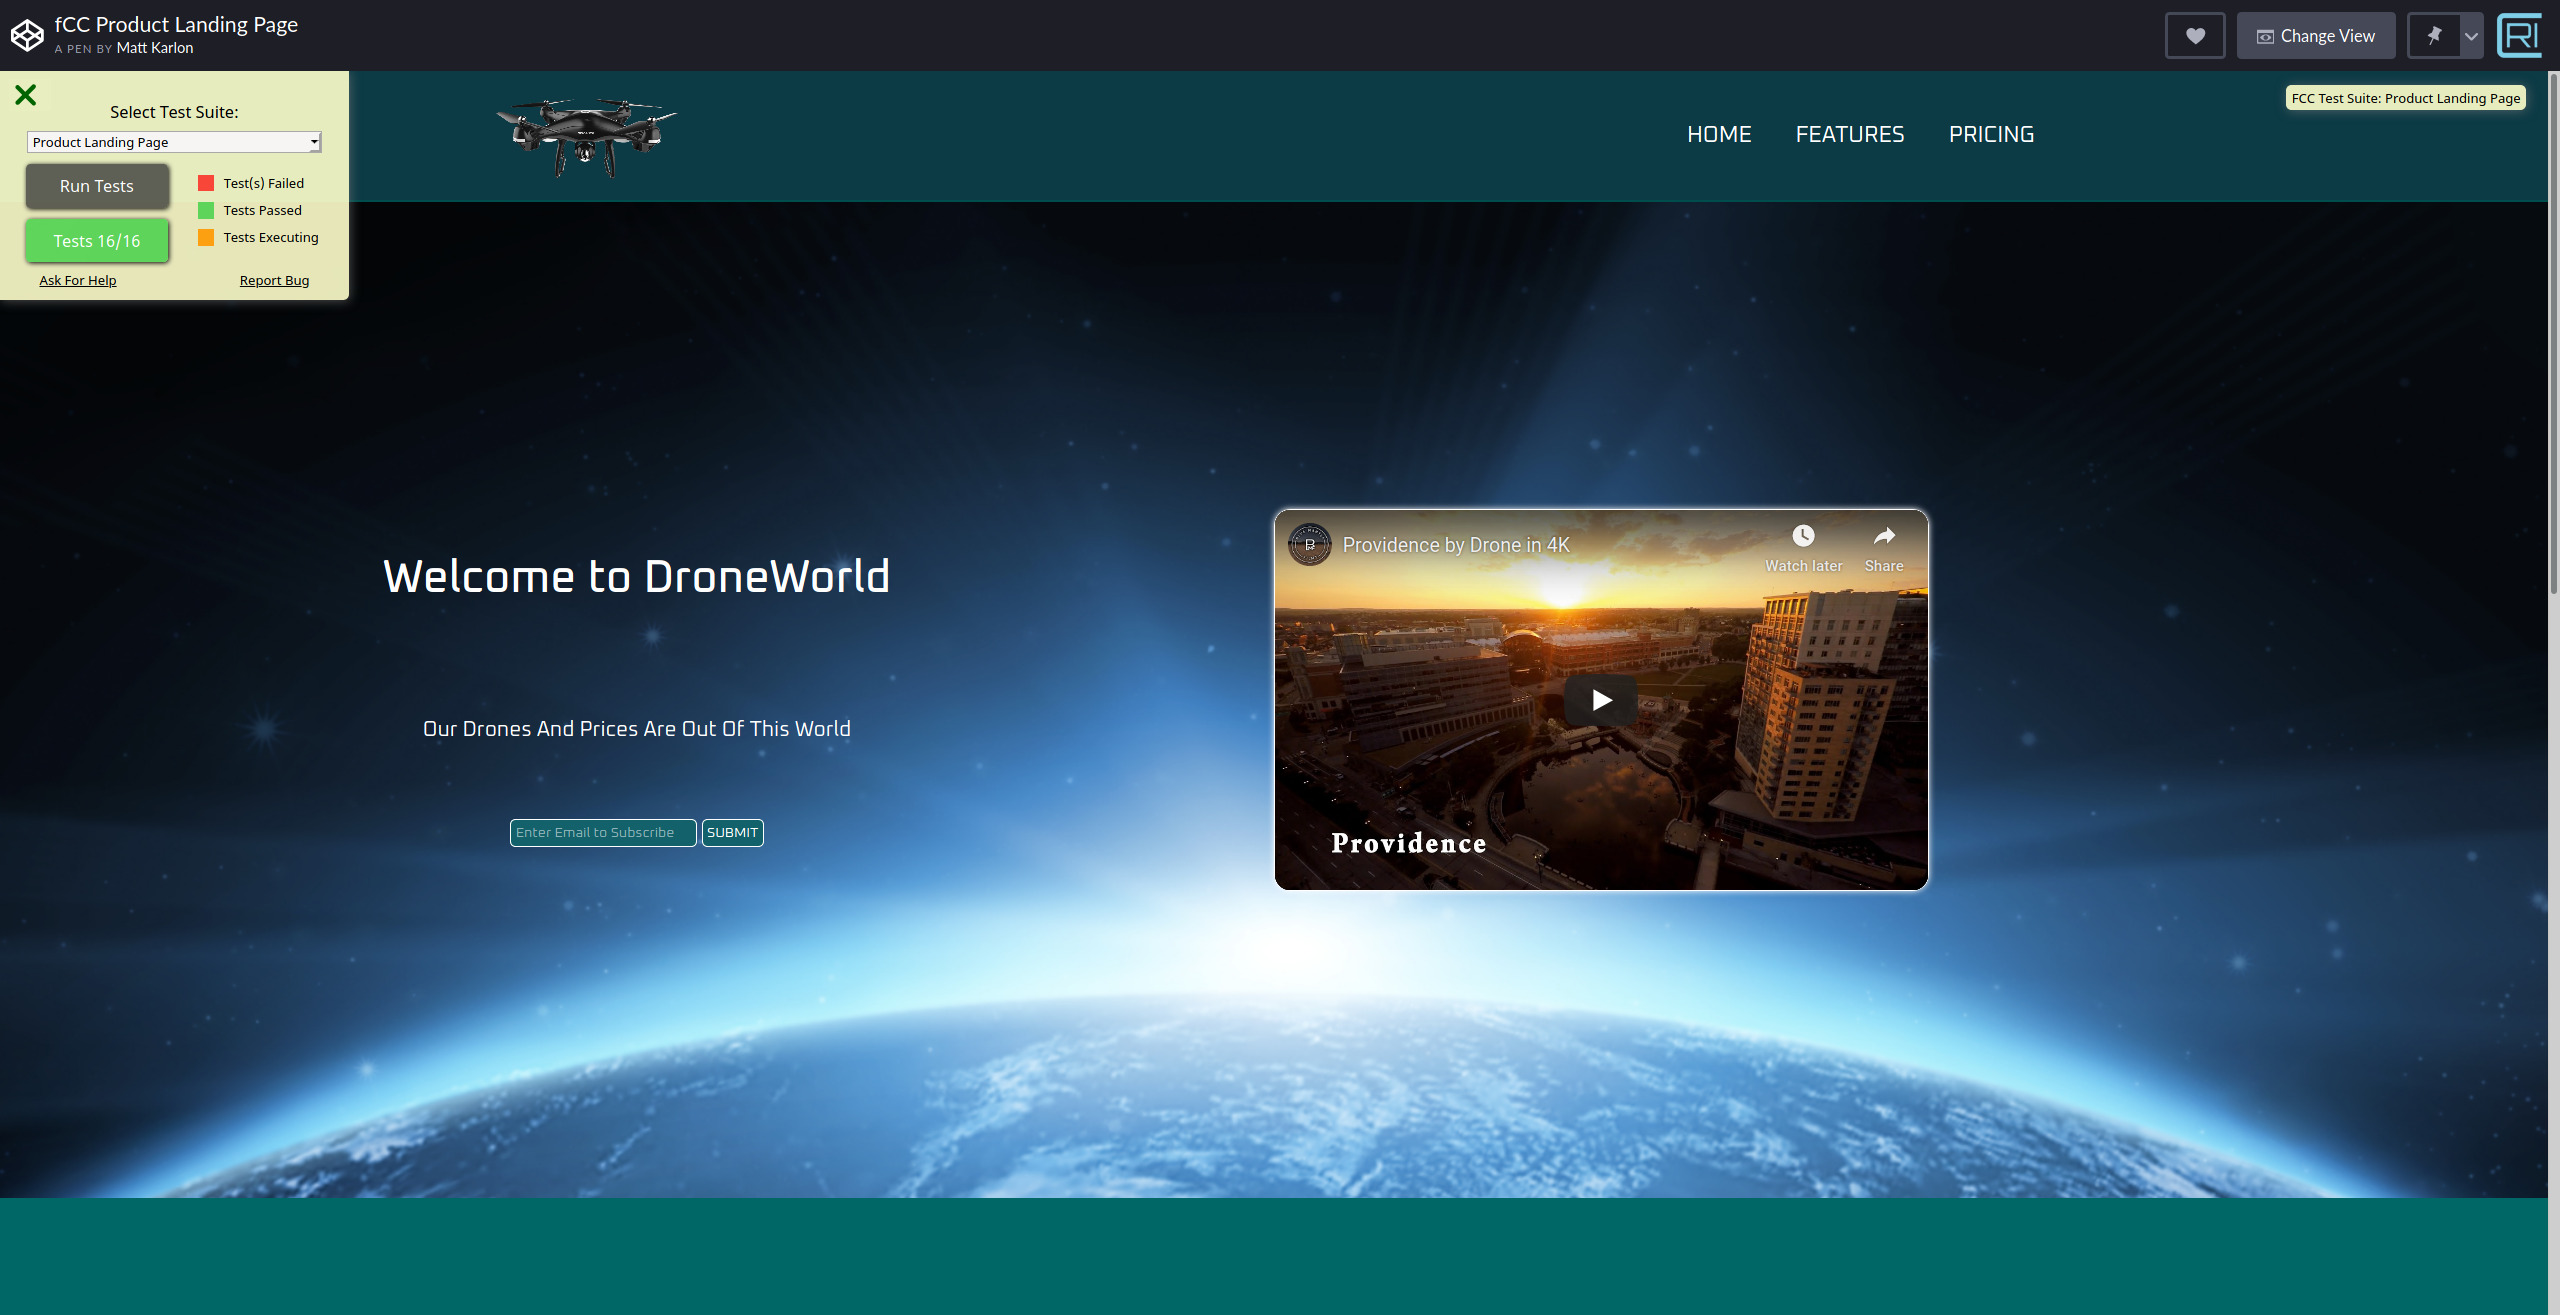 fCC Product Landing Page
A PEN BY Matt Karlon
Change View
Select Test Suite:
Product Landing Page
Run Tests
Tests 16/16
Test(s) Failed
Tests Passed
Tests Executing
Ask For Help
Report Bug
HOME
FEATURES
PRICING
FCC Test Suite: Product Landing Page
Welcome to DroneWorld
Our Drones And Prices Are Out Of This World
Enter Email to Subscribe
SUBMIT
Providence by Drone in 4K
Watch later
Share
Providence